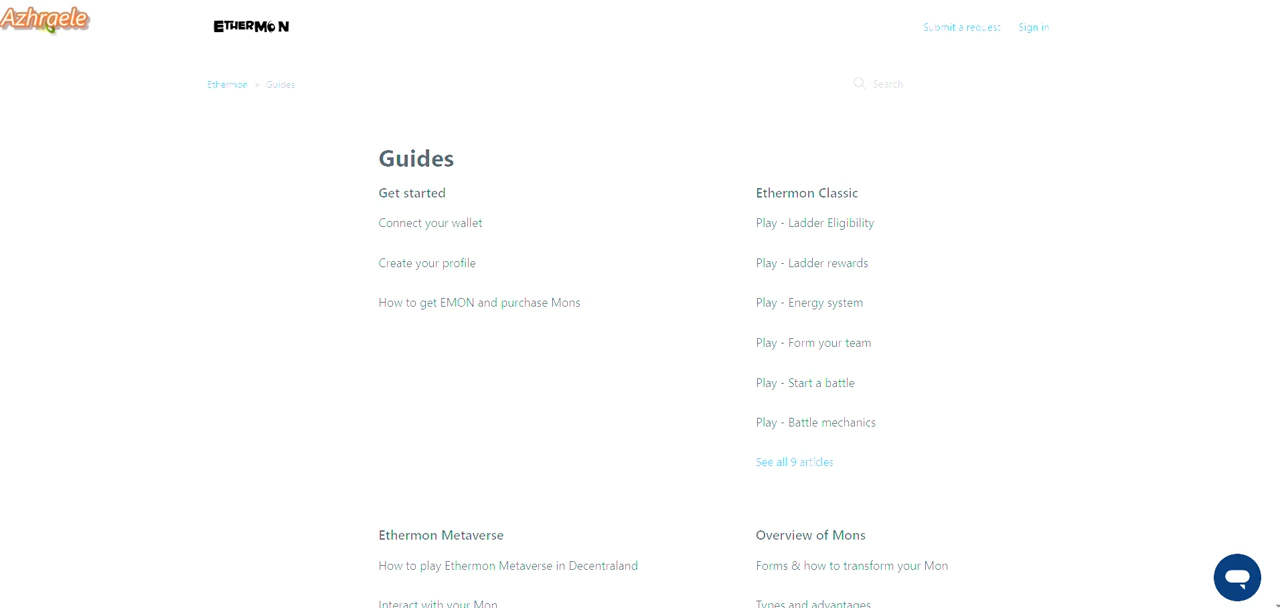 Azhraele
ETHERMON
Submit a request Sign in
Ethermon > Guides
Search
Guides
Get started
Connect your wallet
Create your profile
How to get EMON and purchase Mons
Ethermon Classic
Play - Ladder Eligibility
Play - Ladder rewards
Play - Energy system
Play - Form your team
Play - Start a battle
Play - Battle mechanics
See all 9 articles
Ethermon Metaverse
How to play Ethermon Metaverse in Decentraland
Interact with your Mon
Overview of Mons
Forms & how to transform your Mon
Types and advantages